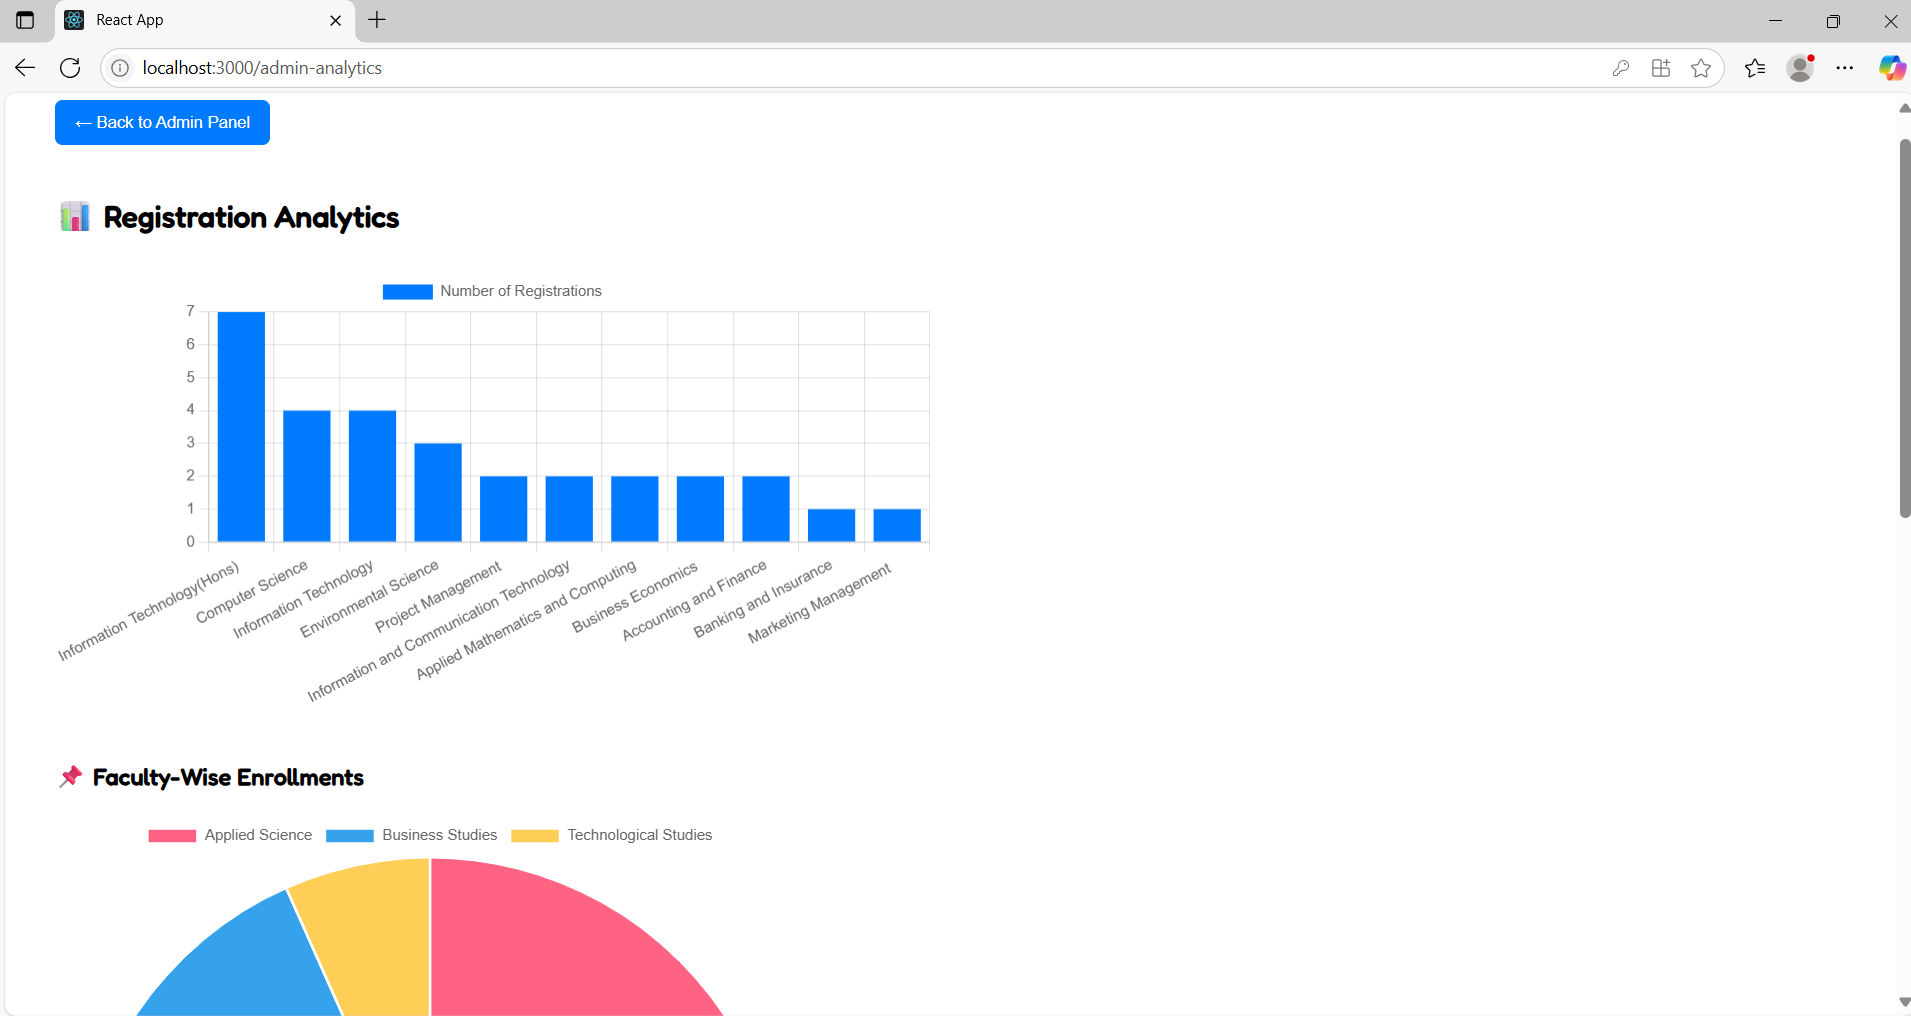 React App
localhost:3000/admin-analytics
← Back to Admin Panel
Registration Analytics
Number of Registrations
7
6
5
4
3
2
1
0
Information Technology(Hons)
Computer Science
Information Technology
Environmental Science
Project Management
Information and Communication Technology
Applied Mathematics and Computing
Business Economics
Accounting and Finance
Banking and Insurance
Marketing Management
Faculty-Wise Enrollments
Applied Science Business Studies Technological Studies